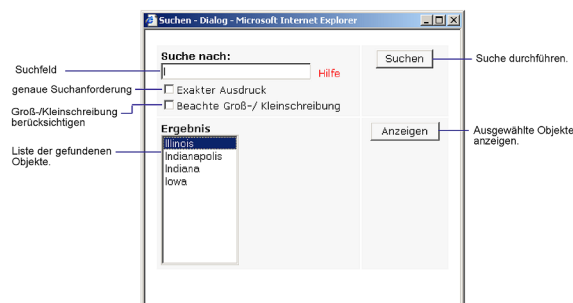 Suchen - Dialog - Microsoft Internet Explorer
Suche nach:
Suchen
Suche durchführen.
Suchfeld
Hilfe
genaue Suchanforderung
Exakter Ausdruck
Groß-/Kleinschreibung
berücksichtigen
Beachte Groß-/ Kleinschreibung
Ergebnis
Anzeigen
Ausgewählte Objekte
anzeigen.
Liste der gefundenen
Objekte.
Illinois
Indianapolis
Indiana
Iowa